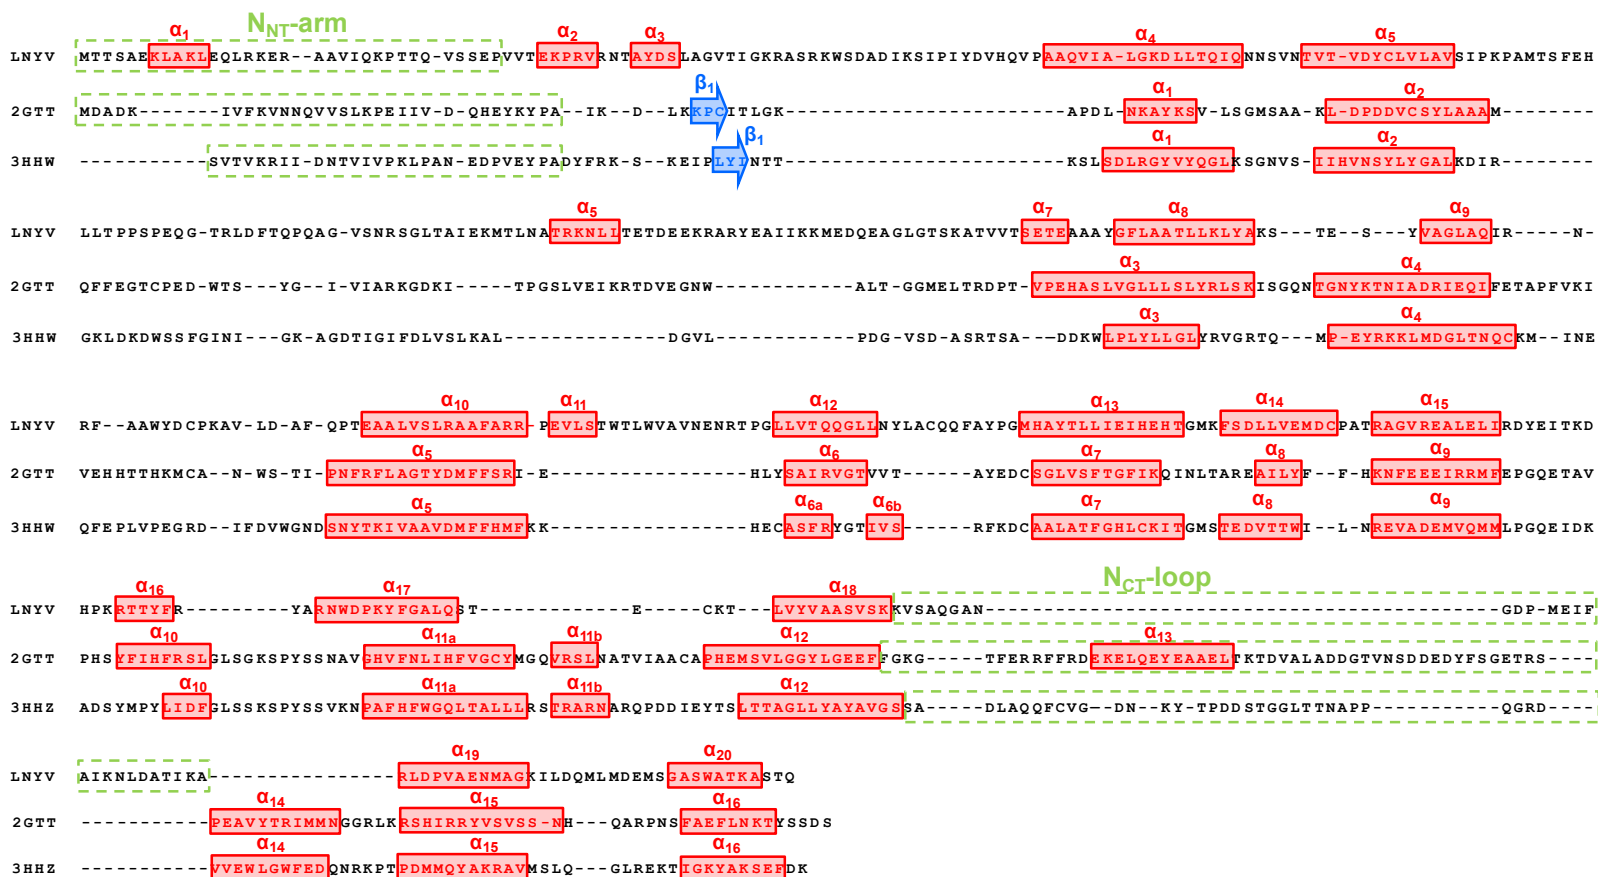 N_NT-arm
α1 α2 α3 α4 α5
LNYV MTTSAEKLAKLEQLRKER--AAVIQKPTTQ-VSSEPVVTEKPRVRNTAYDSLAGVTIGKRASRKWSDADIKSIPIYDVHQVPAAQVIA-LGKDLLTQIQNNSVNTVT-VDYCLVLAVSIPKPAMTSFEH
β1 α1 α2
2GTT MDADK-------IVFKVNNQVVSLKPEIIV-D-QHEYKYPA--IK--D--LKKPCITLGK------------------------APDL-NKAYKSV-LSGMSAA-KL-DPDDVCSYLAAAM--------
β1 α1 α2
3HHW -----------SVTVKRII-DNTVIVPKLPAN-EDPVEYPADYFRK-S--KEIPLYINTT------------------------KSLSDLRGYVYQGLKSGNVS-IIHVNSYLYGALKDIR--------
α5 α7 α8 α9
LNYV LLTPPSPEQG-TRLDFTQPQAG-VSNRSGLTAIEKMTLNATRKNLLTETDEEKRARYEAIIKKMEDQEAGLGTSKATVVTSETEAAAYGFLAATLLKLYAKS---TE--S---YVAGLAQIR---N-
α3 α4
2GTT QFFEGTCPED-WTS---YG--I-VIARKGDKI----TPGSLVEIKRTDVEGNW------------ALT-GGMELTRDPT-VPEHASLVGLLLSLYRLSKISGQNTGNYKTNIADRIEQIFETAPFVKI
α3 α4
3HHW GKLDKDWSSFGINI---GK-AGDTIGIFDLVSLKAL--------------DGVL------------PDG-VSD-ASRTSA---DDKWLPLYLLGLYRVGRTQ---MP-EYRKKLMDGLTNQCKM--INE
α10 α11 α12 α13 α14 α15
LNYV RF--AAWYDCPKAV-LD-AF-QPTEAALVSLRAAFARR-PEVLSTWTLWVAVNENRTPGLLVTQQGLLNYLACQQFAYPGMHAYTLLIEIHEHTGMKFSDLLVEMDCPATRAGVREALELIRDYEITKD
α5 α6 α7 α8 α9
2GTT VEHHTTHKMCA--N-WS-TI-PNFRFLAGTYDMFFSRI-E-----------------HLYSAIRVGTVVT------AYEDCSGLVSFTGFIKQINLTAREAILYF--F-HKNFEEEIRRMFEPGQETAV
α5 α6a α6b α7 α8 α9
3HHW QFEPLVPEGRD--IFDVWGNDSNYTKIVAAVDMFFHMFKK-----------------HECASFRYGTIVS------RFKDCAALATFGHLCKITGMSTEDVTTWI--L-NREVADEMVQMMLPGQEIDK
α16 α17 α18 N_CT-loop
LNYV HPKRTTYFR---------YARNWDPKYFGALQST-------------E-----CKT---LVYVAASVSKKVSAQGAN--------------------------------------------GDP-MEIF
α10 α11a α11b α12 α13
2GTT PHSYFIHFRSLGLSGKSPYSSNAVGHVFNLIHFVGCYMGQVRSLNATVIAACAPHEMSVLGGYLGEEFFGKG-----TFERRFFRDEKELQEYEAAELTKTDVALADDGTVNSDDEDYFSGETRS----
α10 α11a α11b α12
3HHZ ADSYMPYLIDFGLSSKSPYSSVKNPAFHFWGQLTALLLRSTRARNARQPDDIEYTSLTTAGLLYAYAVGSSA-----DLAQQFCVG--DN--KY-TPDDSTGGLTTNAPP-----------QGRD----
α19 α20
LNYV AIKNLDATIKA----------------RLDPVAENMAGKILDQMLMDEMSGASWATKASTQ
α14 α15 α16
2GTT -----------PEAVYTRIMMNGGRLKRSHIRRYVSVSS-NH---QARPNSFAEFLNKTYSSDS
α14 α15 α16
3HHZ -----------VVEWLGWFEDQNRKPTPDMMQYAKRAVMSLQ---GLREKTIGKYAKSEFDK